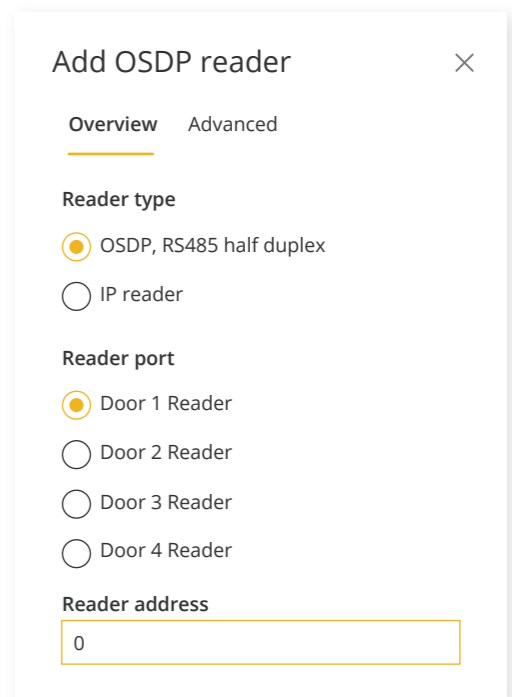 Add OSDP reader
Overview Advanced
Reader type
OSDP, RS485 half duplex
IP reader
Reader port
Door 1 Reader
Door 2 Reader
Door 3 Reader
Door 4 Reader
Reader address
0